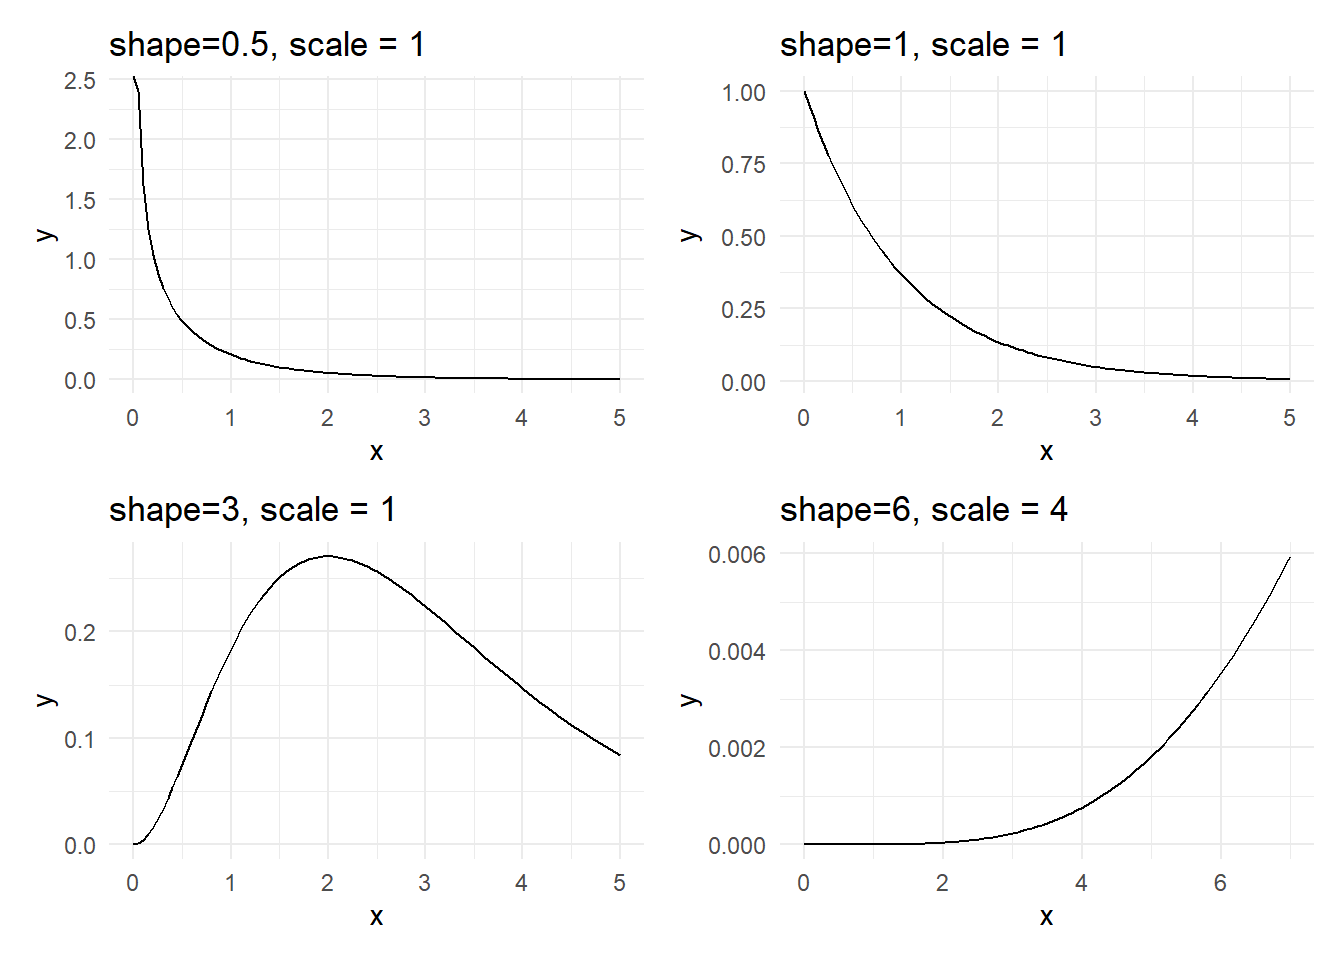 shape=0.5, scale = 1
2.5
2.0
1.5
1.0
0.5
0.0
y
0 1 2 3 4 5
x
shape=1, scale = 1
1.00
0.75
0.50
0.25
0.00
y
0 1 2 3 4 5
x
shape=3, scale = 1
0.2
0.1
0.0
y
0 1 2 3 4 5
x
shape=6, scale = 4
0.006
0.004
0.002
0.000
y
0 2 4 6
x